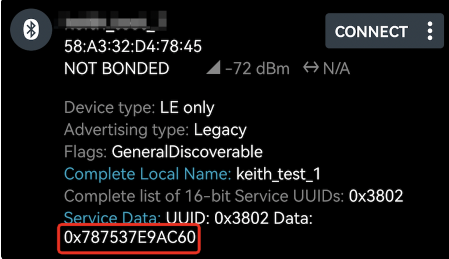 58:A3:32:D4:78:45
CONNECT
NOT BONDED -72 dBm N/A
Device type: LE only
Advertising type: Legacy
Flags: GeneralDiscoverable
Complete Local Name: keith_test_1
Complete list of 16-bit Service UUIDs: 0x3802
Service Data: UUID: 0x3802 Data:
0x787537E9AC60